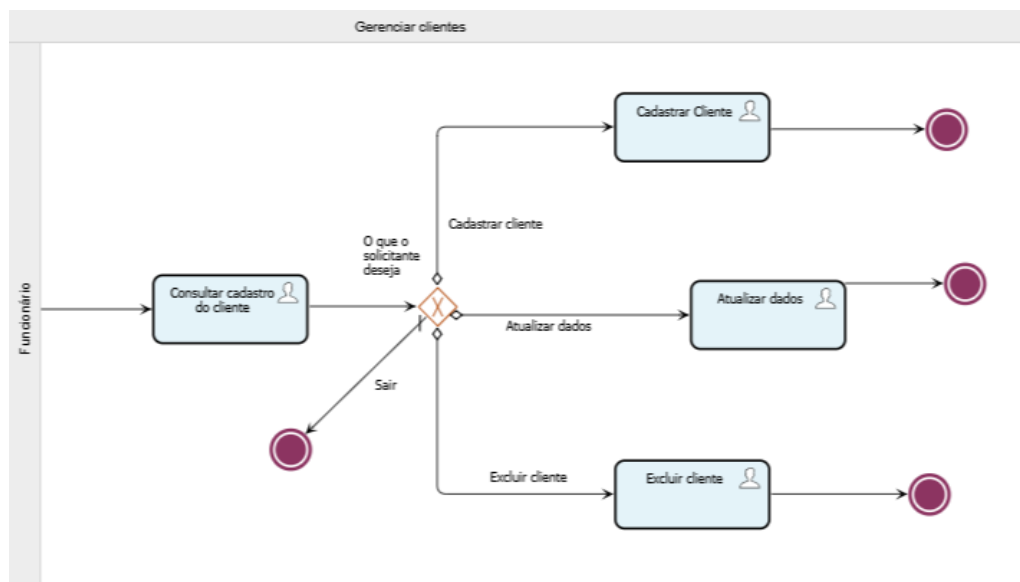 Gerenciar clientes
Funcionário
Cadastrar Cliente
Cadastrar cliente
O que o
solicitante
deseja
Consultar cadastro
do cliente
X
Atualizar dados
Atualizar dados
Sair
Excluir cliente
Excluir cliente